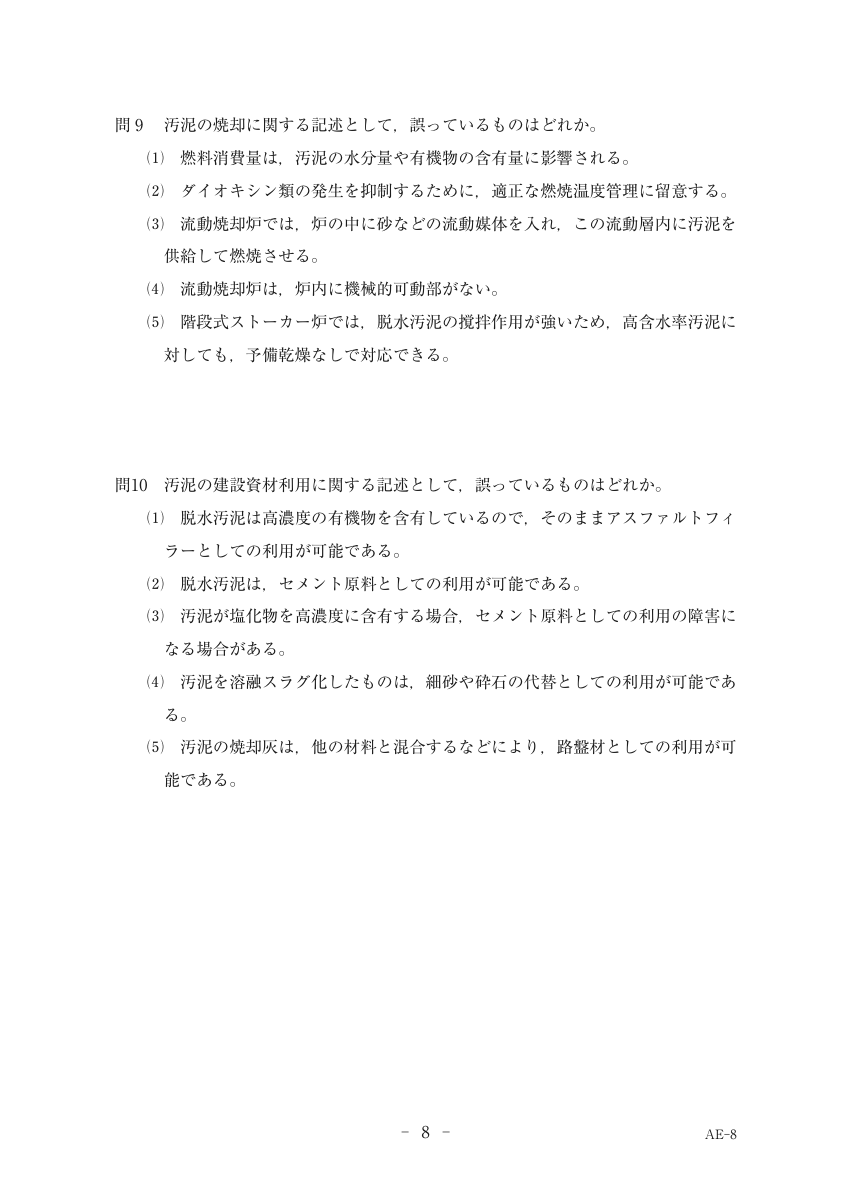 問9 汚泥の焼却に関する記述として，誤っているものはどれか。
⑴ 燃料消費量は，汚泥の水分量や有機物の含有量に影響される。
⑵ ダイオキシン類の発生を抑制するために，適正な燃焼温度管理に留意する。
⑶ 流動焼却炉では，炉の中に砂などの流動媒体を入れ，この流動層内に汚泥を
供給して燃焼させる。
⑷ 流動焼却炉は，炉内に機械的可動部がない。
⑸ 階段式ストーカー炉では，脱水汚泥の撹拌作用が強いため，高含水率汚泥に
対しても，予備乾燥なしで対応できる。
問10 汚泥の建設資材利用に関する記述として，誤っているものはどれか。
⑴ 脱水汚泥は高濃度の有機物を含有しているので，そのままアスファルトフィ
ラーとしての利用が可能である。
⑵ 脱水汚泥は，セメント原料としての利用が可能である。
⑶ 汚泥が塩化物を高濃度に含有する場合，セメント原料としての利用の障害に
なる場合がある。
⑷ 汚泥を溶融スラグ化したものは，細砂や砕石の代替としての利用が可能であ
る。
⑸ 汚泥の焼却灰は，他の材料と混合するなどにより，路盤材としての利用が可
能である。
- 8 -
AE-8